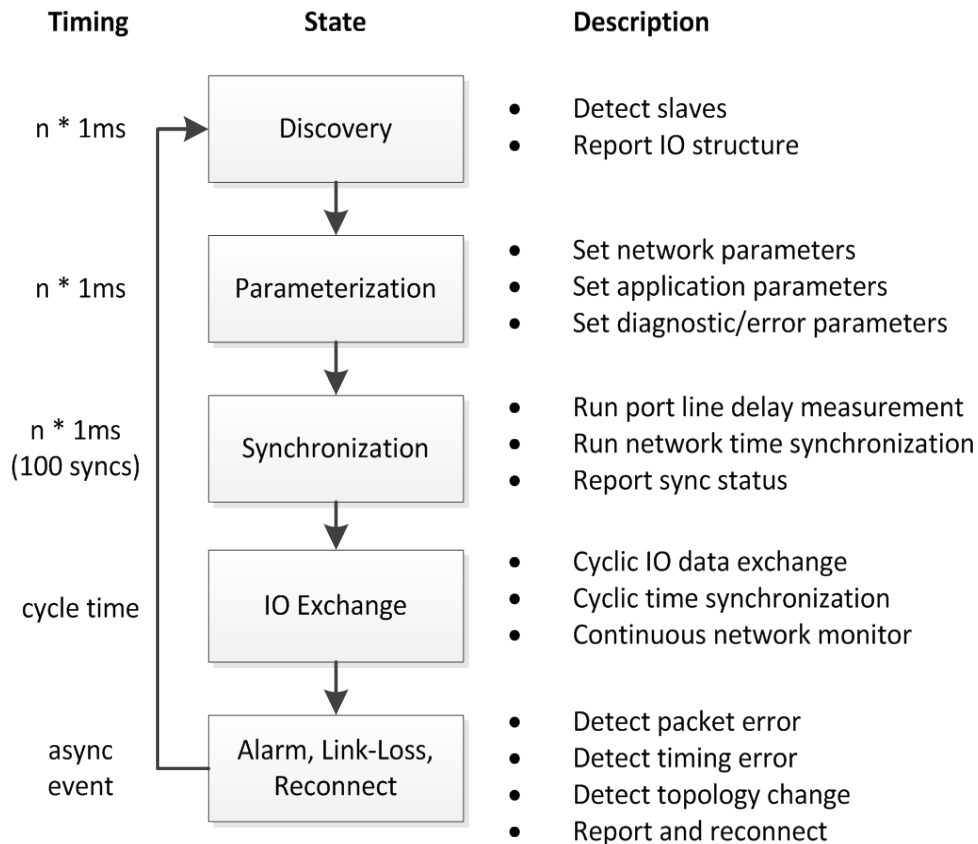 Timing State Description
n * 1ms
Discovery
• Detect slaves
• Report IO structure
n * 1ms
Parameterization
• Set network parameters
• Set application parameters
• Set diagnostic/error parameters
n * 1ms
(100 syncs)
Synchronization
• Run port line delay measurement
• Run network time synchronization
• Report sync status
cycle time
IO Exchange
• Cyclic IO data exchange
• Cyclic time synchronization
• Continuous network monitor
async
event
Alarm, Link-Loss,
Reconnect
• Detect packet error
• Detect timing error
• Detect topology change
• Report and reconnect